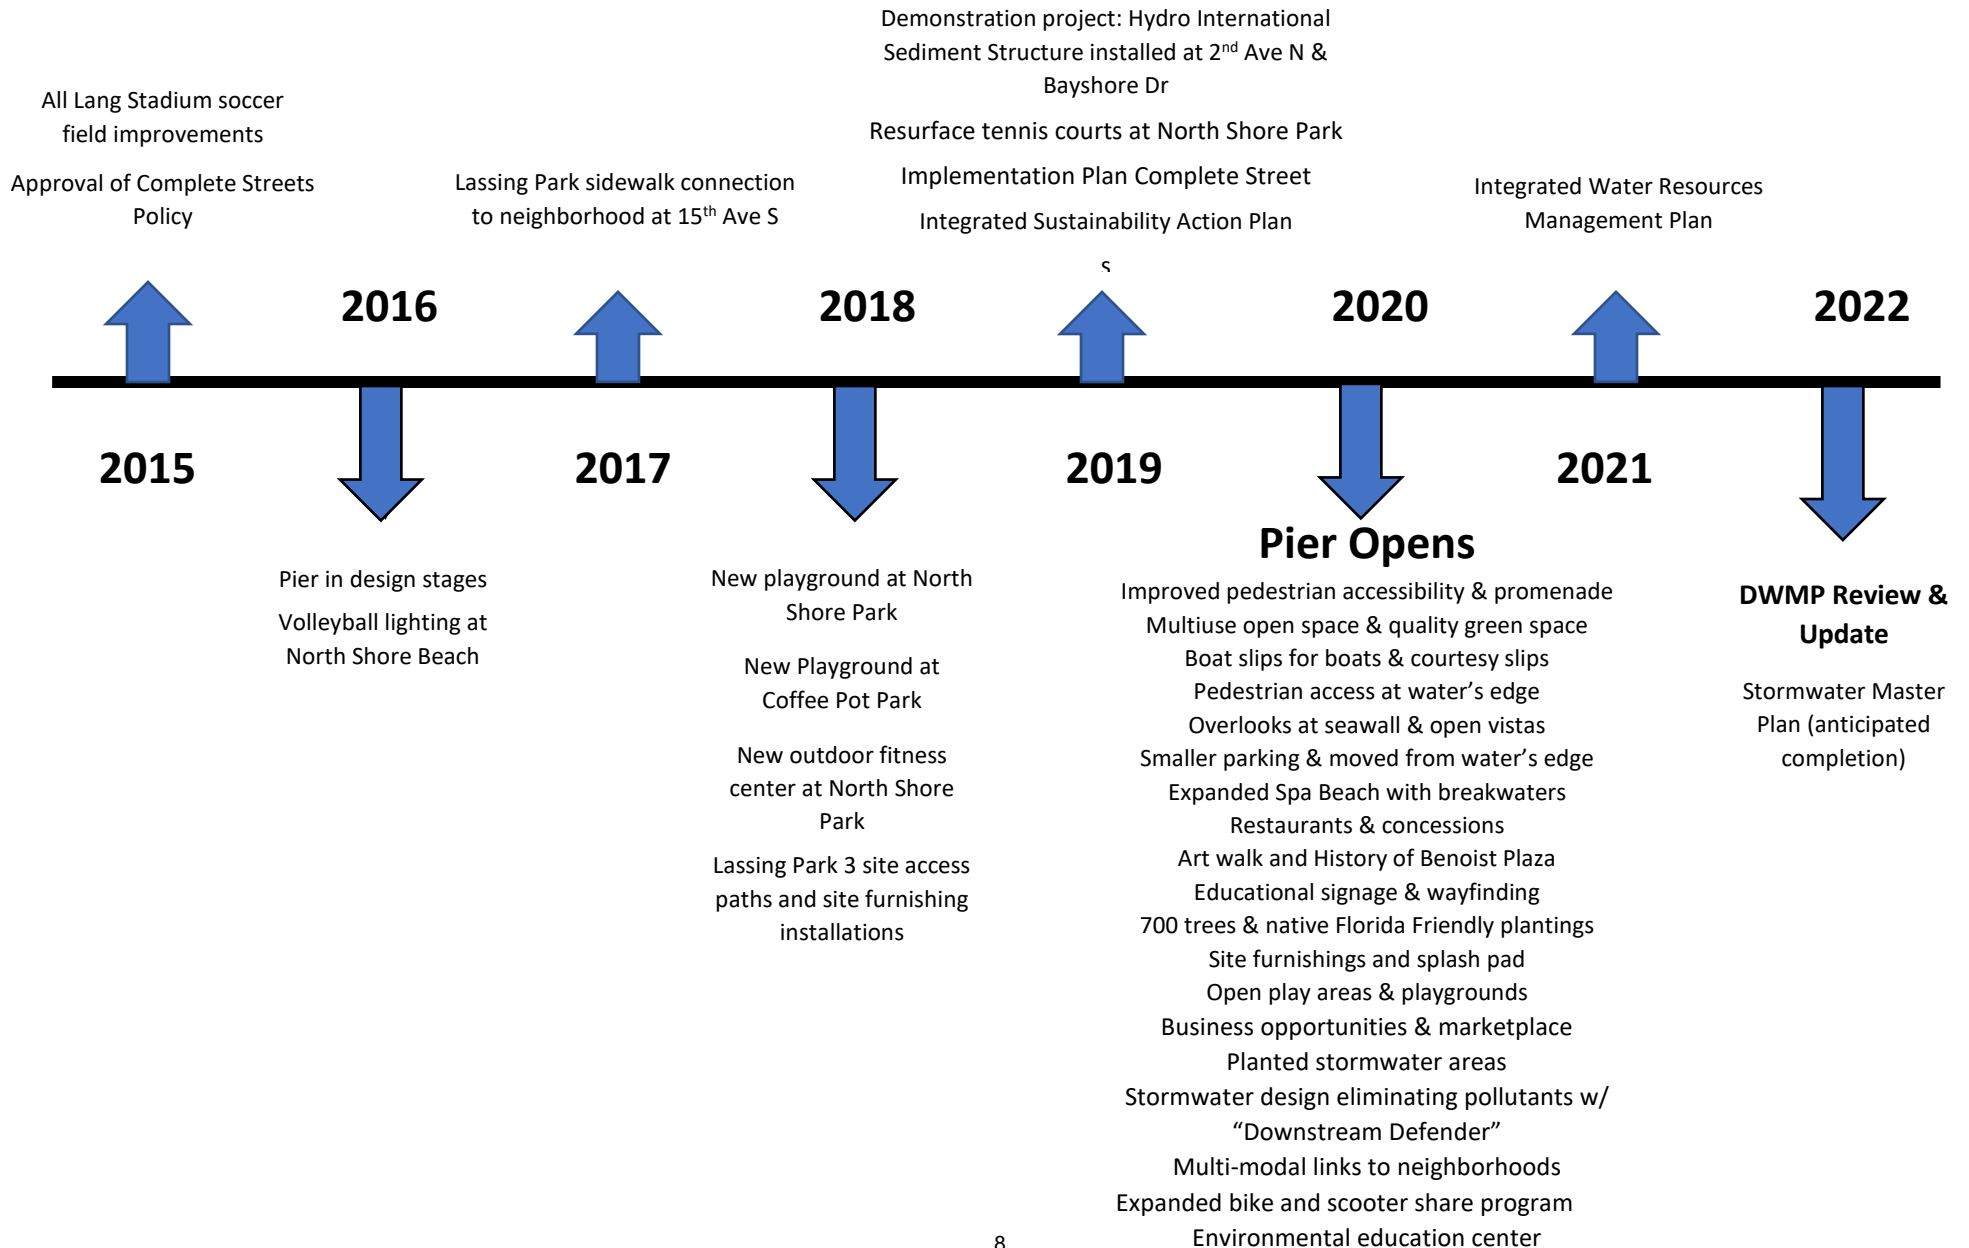 Demonstration project: Hydro International
Sediment Structure installed at 2nd Ave N &
Bayshore Dr
Resurface tennis courts at North Shore Park
Implementation Plan Complete Street
Integrated Sustainability Action Plan
s
All Lang Stadium soccer
field improvements
Approval of Complete Streets
Policy
Lassing Park sidewalk connection
to neighborhood at 15th Ave S
Integrated Water Resources
Management Plan
2016
2018
2020
2022
2015
2017
2019
2021
Pier in design stages
Volleyball lighting at
North Shore Beach
New playground at North
Shore Park
New Playground at
Coffee Pot Park
New outdoor fitness
center at North Shore
Park
Lassing Park 3 site access
paths and site furnishing
installations
Pier Opens
Improved pedestrian accessibility & promenade
Multiuse open space & quality green space
Boat slips for boats & courtesy slips
Pedestrian access at water’s edge
Overlooks at seawall & open vistas
Smaller parking & moved from water’s edge
Expanded Spa Beach with breakwaters
Restaurants & concessions
Art walk and History of Benoist Plaza
Educational signage & wayfinding
700 trees & native Florida Friendly plantings
Site furnishings and splash pad
Open play areas & playgrounds
Business opportunities & marketplace
Planted stormwater areas
Stormwater design eliminating pollutants w/
“Downstream Defender”
Multi-modal links to neighborhoods
Expanded bike and scooter share program
Environmental education center
DWMP Review &
Update
Stormwater Master
Plan (anticipated
completion)
8